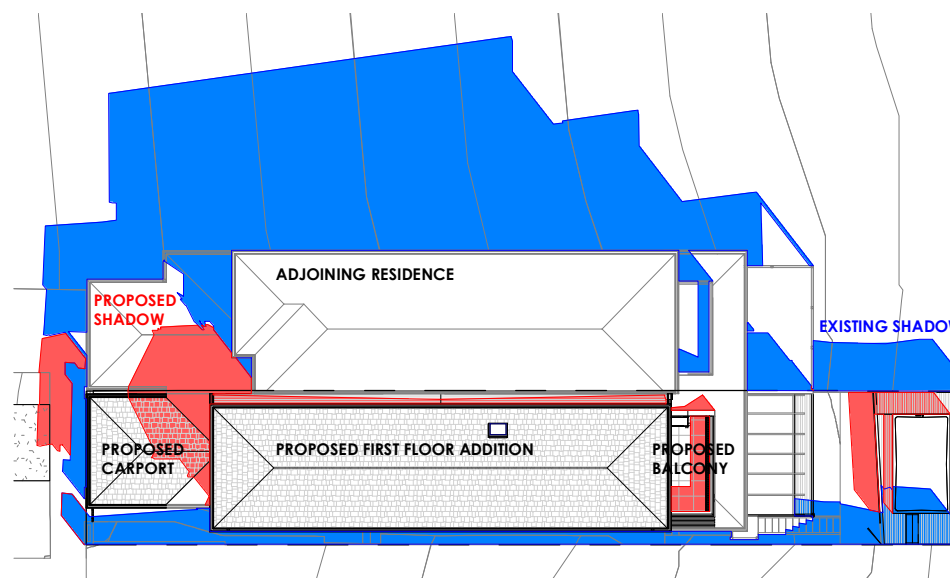 ADJOINING RESIDENCE
PROPOSED
SHADOW
EXISTING SHADOW
PROPOSED
CARPORT
PROPOSED FIRST FLOOR ADDITION
PROPOSED
BALCONY